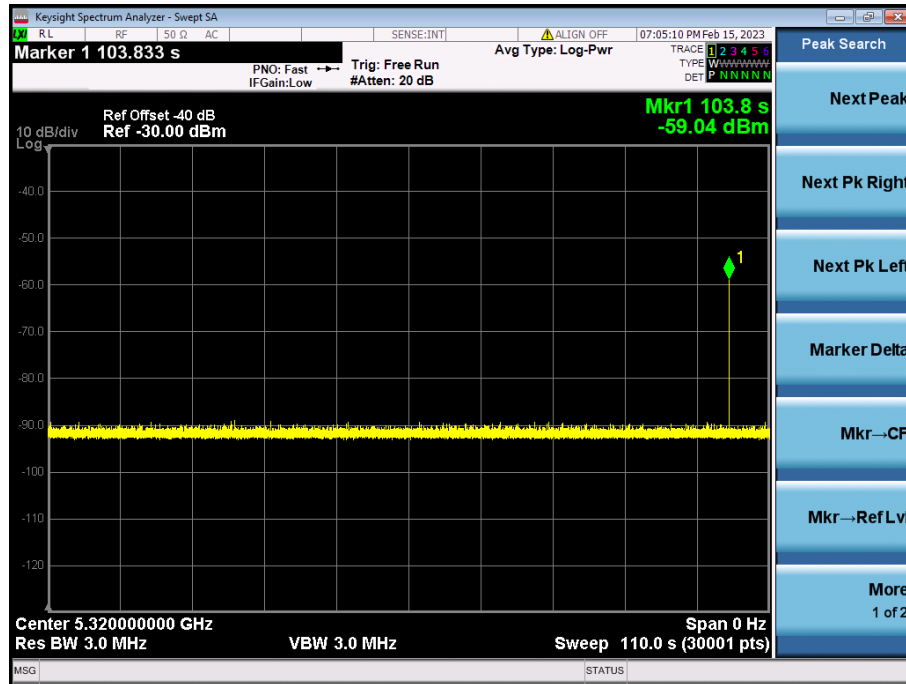 Keysight Spectrum Analyzer - Swept SA
LXI RL RF 50 Ω AC SENSE:INT ALIGN OFF 07:05:10 PM Feb 15, 2023
Marker 1 103.833 s
PNO: Fast
IFGain:Low
Trig: Free Run
#Atten: 20 dB
Avg Type: Log-Pwr
TRACE 1 2 3 4 5 6
TYPE W WWWWW
DET P N N N N N
Mkr1 103.8 s
-59.04 dBm
Ref Offset -40 dB
10 dB/div Ref -30.00 dBm
Log
-40.0
-50.0
1
-60.0
-70.0
-80.0
-90.0
-100
-110
-120
Center 5.320000000 GHz Span 0 Hz
Res BW 3.0 MHz VBW 3.0 MHz Sweep 110.0 s (30001 pts)
MSG STATUS
Peak Search
Next Peak
Next Pk Right
Next Pk Left
Marker Delta
Mkr→CF
Mkr→Ref Lvl
More
1 of 2